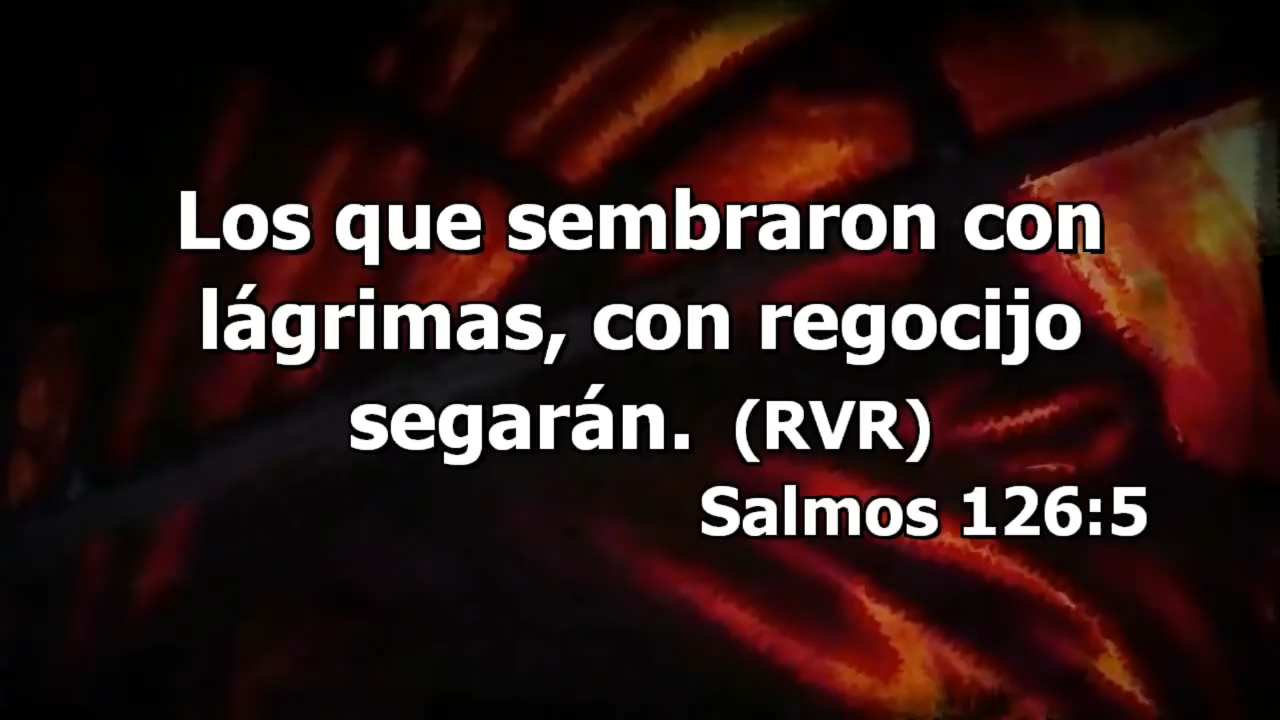 Los que sembraron con
lágrimas, con regocijo
segarán. (RVR)
Salmos 126:5